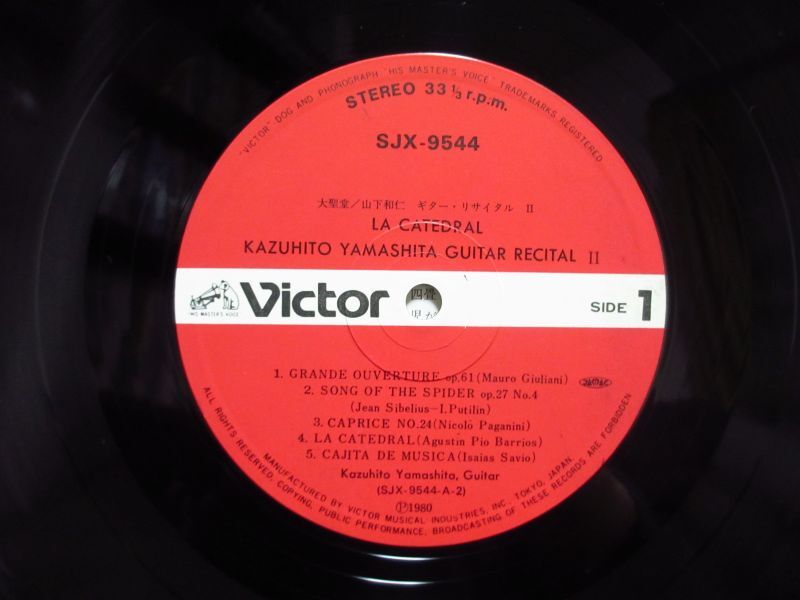 "VICTOR" DOG AND PHONOGRAPH "HIS MASTER'S VOICE" TRADEMARKS REGISTERED
STEREO 33 1/3 r.p.m.
SJX-9544
大聖堂／山下和仁 ギター・リサイタル II
LA CATEDRAL
KAZUHITO YAMASHITA GUITAR RECITAL II
"HIS MASTER'S VOICE"
Victor
SIDE 1
1. GRANDE OUVERTURE op.61 (Mauro Giuliani)
2. SONG OF THE SPIDER op.27 No.4
(Jean Sibelius-I.Putilin)
3. CAPRICE NO.24 (Nicolò Paganini)
4. LA CATEDRAL (Agustin Pio Barrios)
5. CAJITA DE MUSICA (Isaias Savio)
Kazuhito Yamashita, Guitar
(SJX-9544-A-2)
Ⓟ1980
MANUFACTURED BY VICTOR MUSICAL INDUSTRIES, INC. TOKYO, JAPAN.
ALL RIGHTS RESERVED, COPYING, PUBLIC PERFORMANCE, BROADCASTING OF THESE RECORDS ARE FORBIDDEN